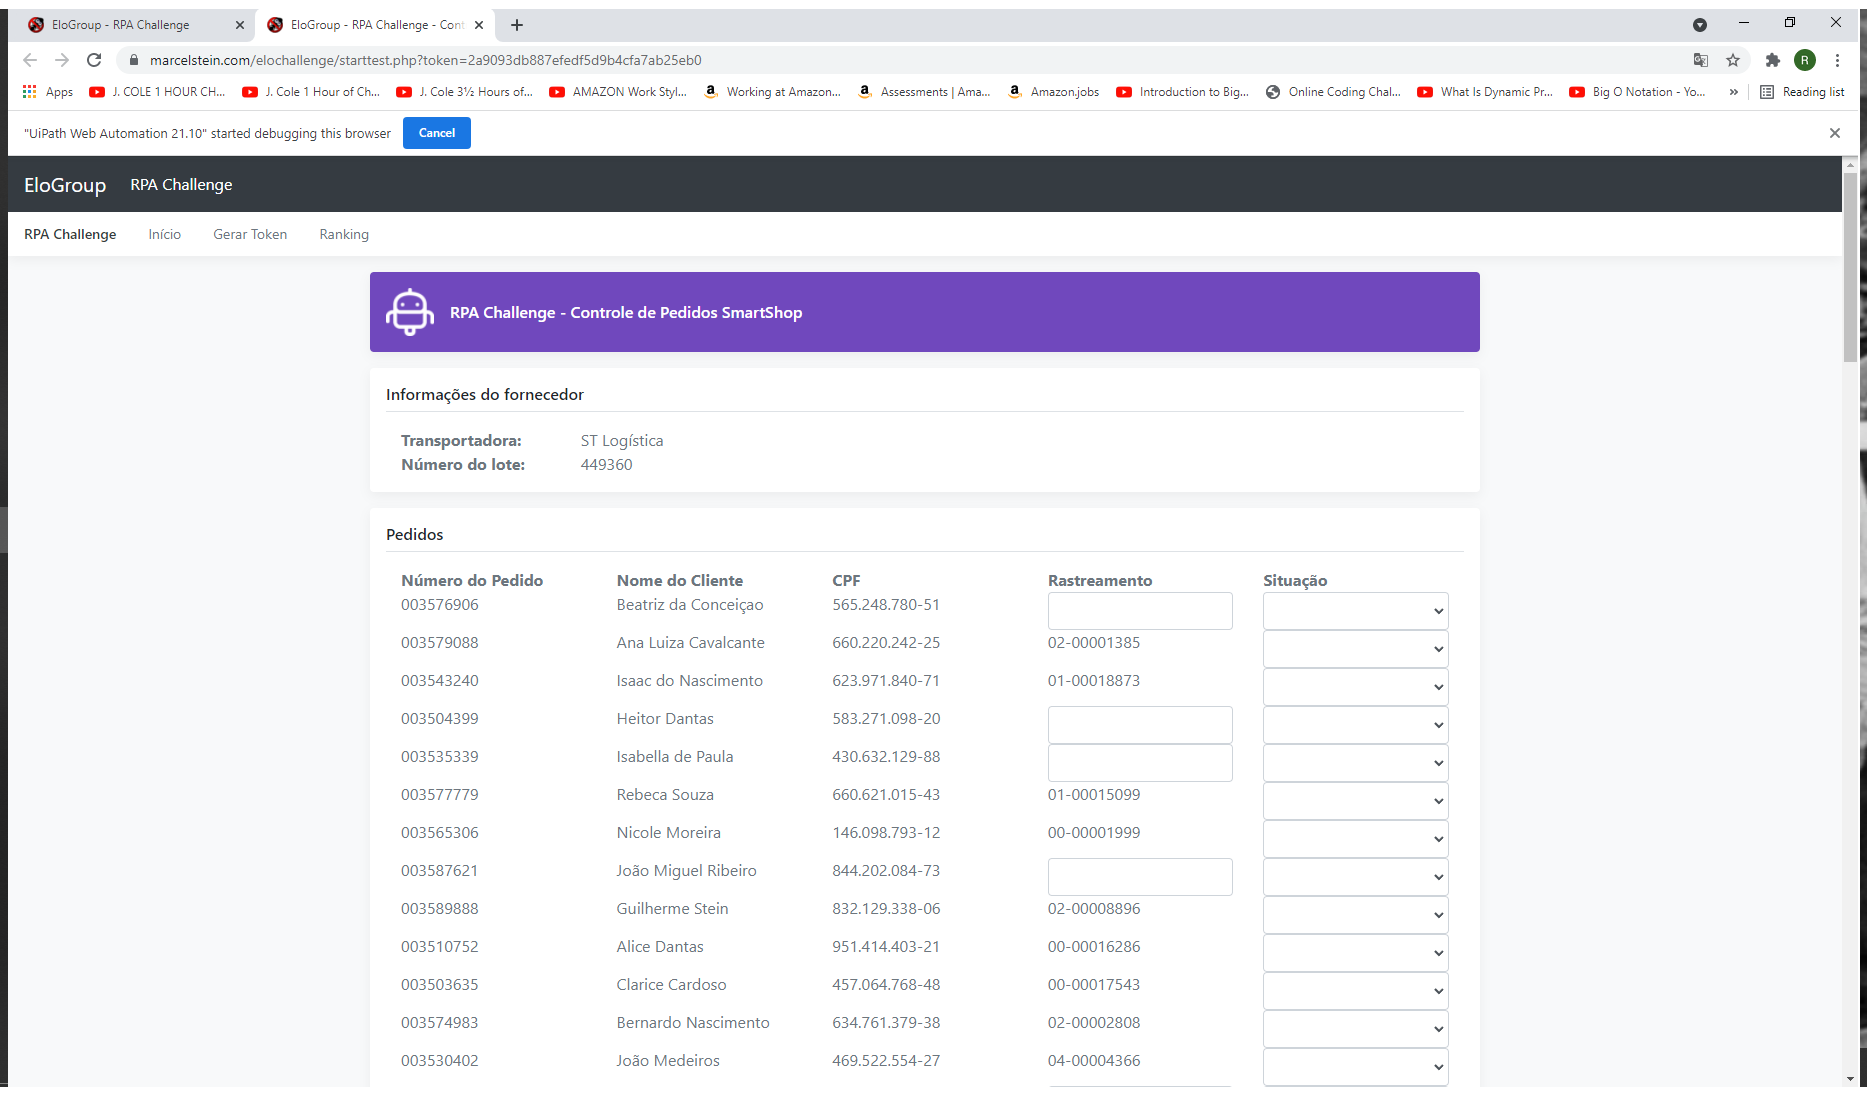 EloGroup - RPA Challenge
EloGroup - RPA Challenge - Cont
marcelstein.com/elochallenge/starttest.php?token=2a9093db887efedf5d9b4cfa7ab25eb0
R
Apps J. COLE 1 HOUR CH... J. Cole 1 Hour of Ch... J. Cole 3½ Hours of... AMAZON Work Styl... Working at Amazon... Assessments | Ama... Amazon.jobs Introduction to Big... Online Coding Chal... What Is Dynamic Pr... Big O Notation - Yo... » Reading list
"UiPath Web Automation 21.10" started debugging this browser Cancel
EloGroup RPA Challenge
RPA Challenge Início Gerar Token Ranking
RPA Challenge - Controle de Pedidos SmartShop
Informações do fornecedor
Transportadora: ST Logística
Número do lote: 449360
Pedidos
Número do Pedido Nome do Cliente CPF Rastreamento Situação
003576906 Beatriz da Conceiçao 565.248.780-51
003579088 Ana Luiza Cavalcante 660.220.242-25 02-00001385
003543240 Isaac do Nascimento 623.971.840-71 01-00018873
003504399 Heitor Dantas 583.271.098-20
003535339 Isabella de Paula 430.632.129-88
003577779 Rebeca Souza 660.621.015-43 01-00015099
003565306 Nicole Moreira 146.098.793-12 00-00001999
003587621 João Miguel Ribeiro 844.202.084-73
003589888 Guilherme Stein 832.129.338-06 02-00008896
003510752 Alice Dantas 951.414.403-21 00-00016286
003503635 Clarice Cardoso 457.064.768-48 00-00017543
003574983 Bernardo Nascimento 634.761.379-38 02-00002808
003530402 João Medeiros 469.522.554-27 04-00004366